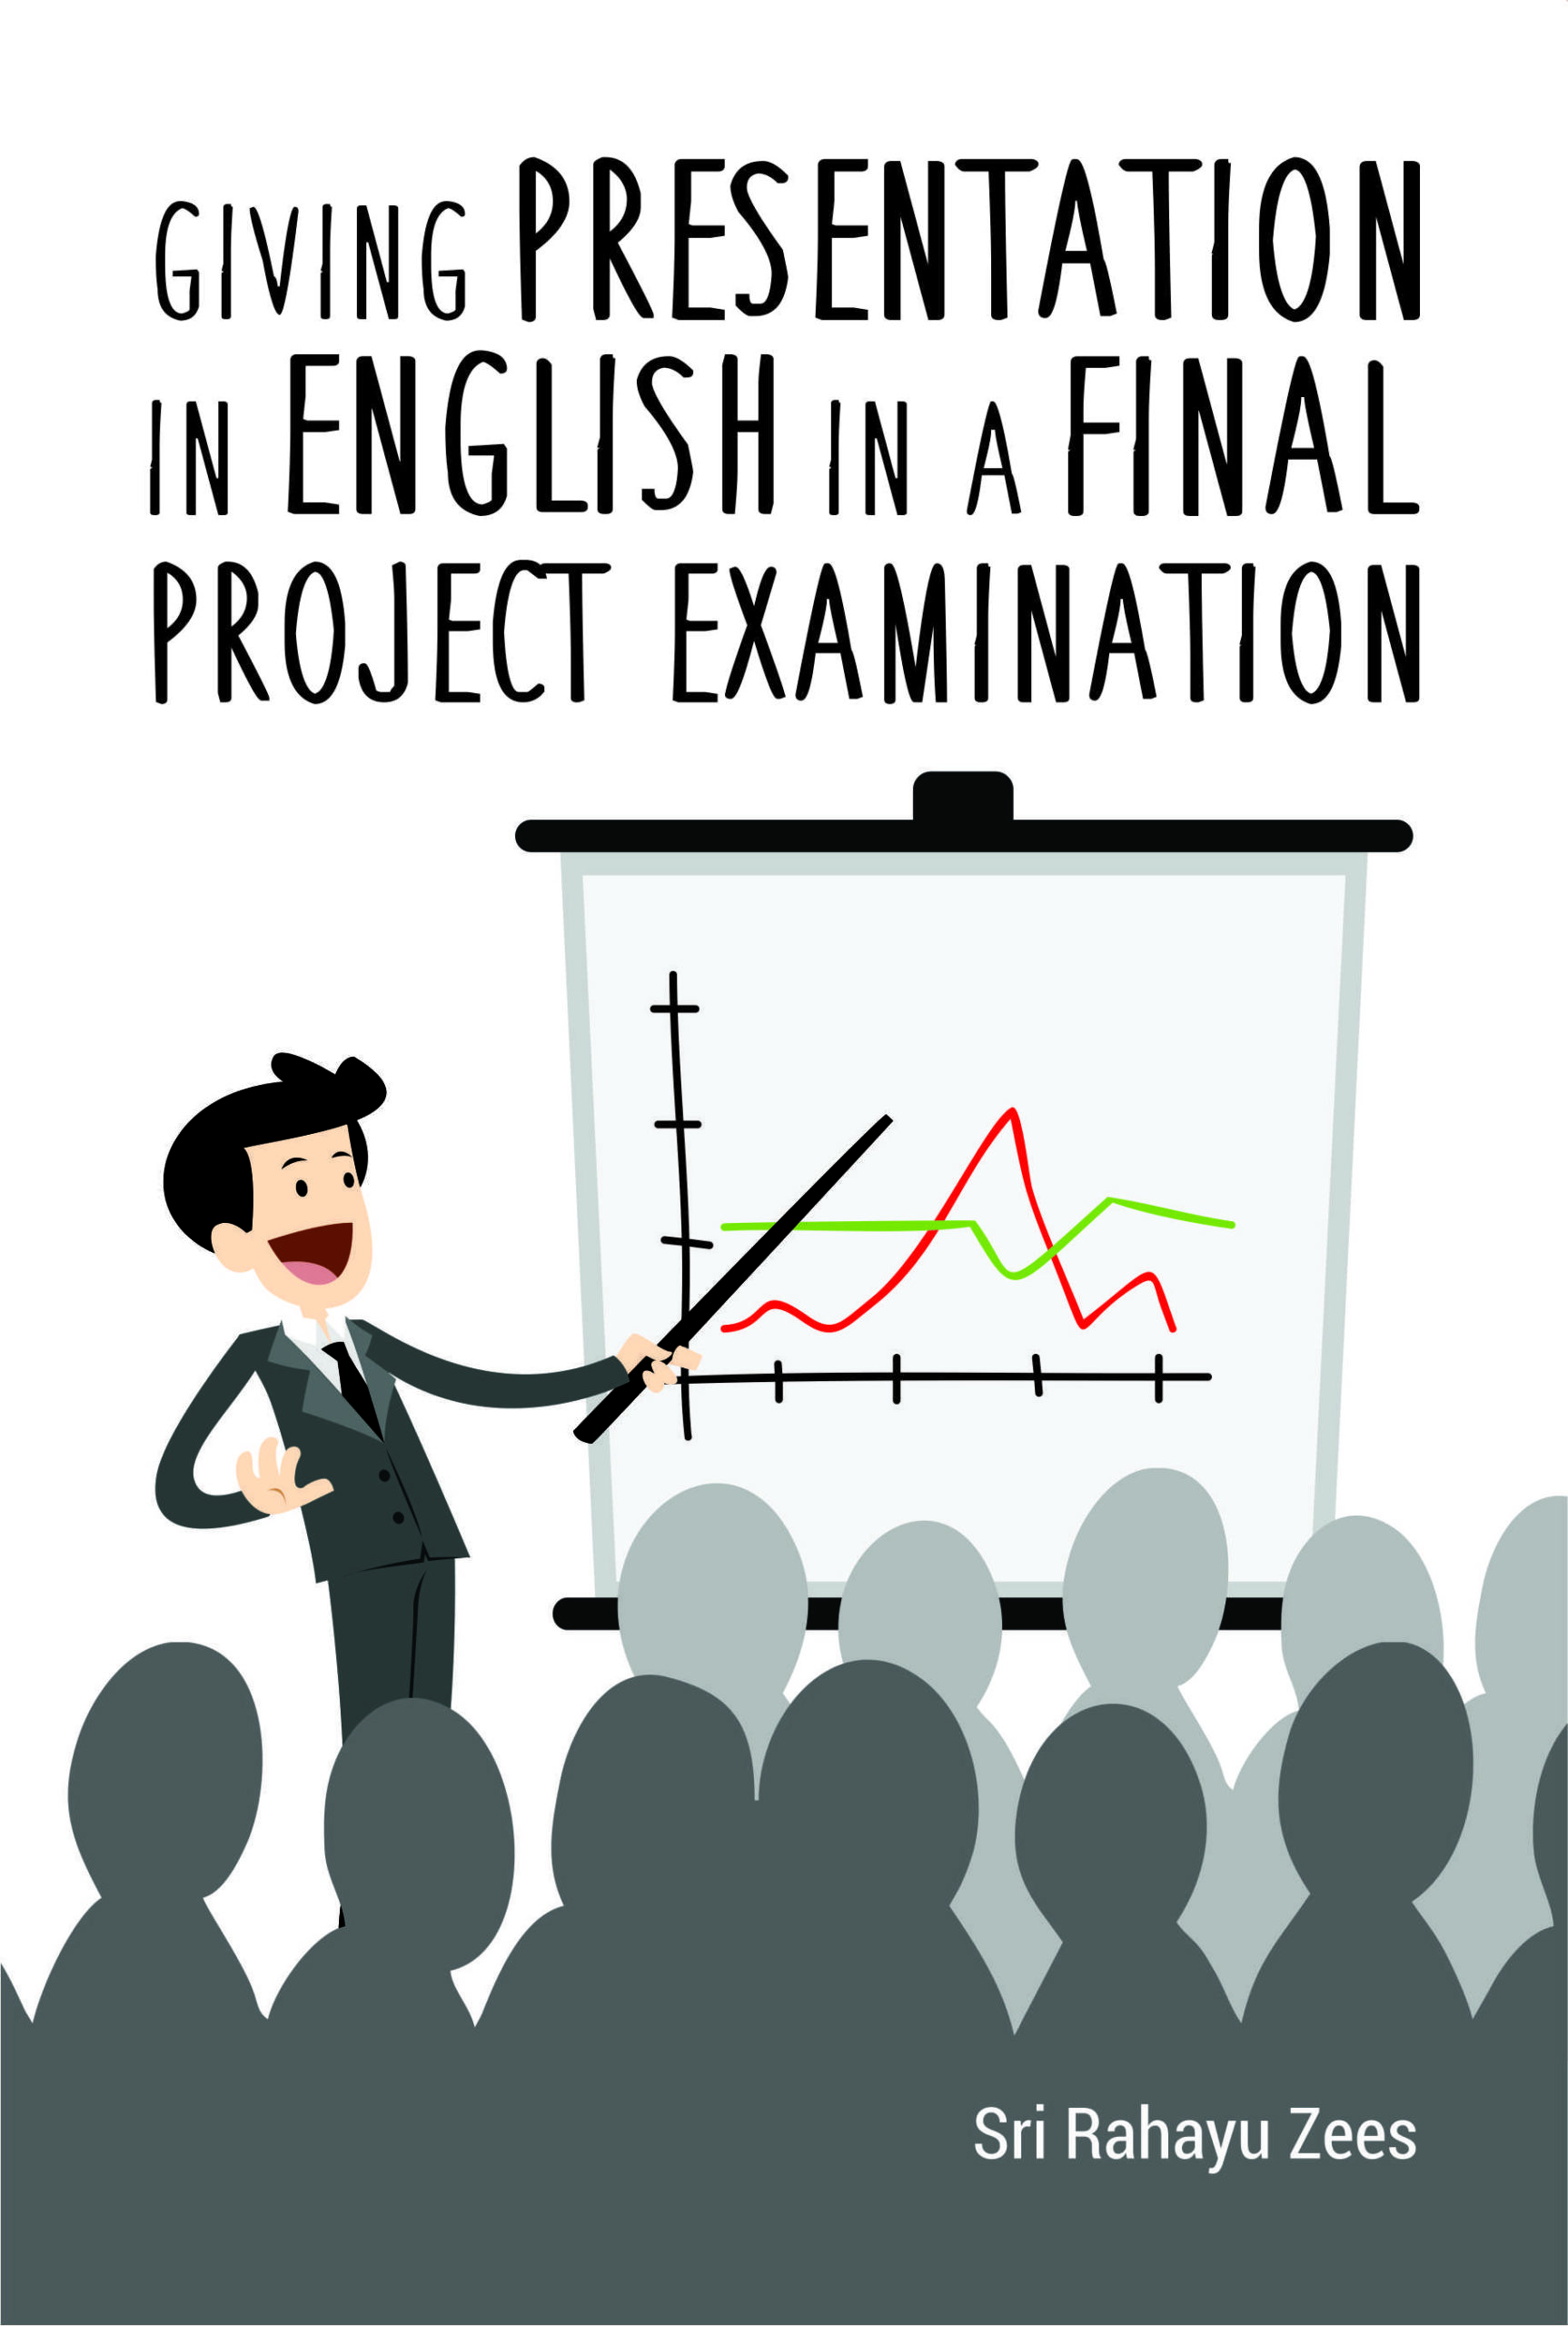 GIVING PRESENTATION
IN ENGLISH IN A FINAL
PROJECT EXAMINATION
Sri Rahayu Zees